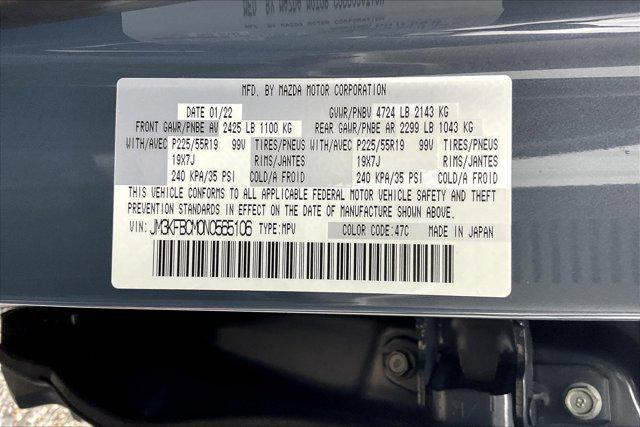 MFD. BY MAZDA MOTOR CORPORATION
DATE 01/22 GVWR/PNBV 4724 LB 2143 KG
FRONT GAWR/PNBE AV 2425 LB 1100 KG REAR GAWR/PNBE AR 2299 LB 1043 KG
WITH/AVEC P225/55R19 99V TIRES/PNEUS WITH/AVEC P225/55R19 99V TIRES/PNEUS
19X7J RIMS/JANTES 19X7J RIMS/JANTES
240 KPA/35 PSI COLD/A FROID 240 KPA/35 PSI COLD/A FROID
THIS VEHICLE CONFORMS TO ALL APPLICABLE FEDERAL MOTOR VEHICLE SAFETY AND THEFT
PREVENTION STANDARDS IN EFFECT ON THE DATE OF MANUFACTURE SHOWN ABOVE.
VIN: JM3KFBCM0N0565106 TYPE: MPV COLOR CODE: 47C MADE IN JAPAN